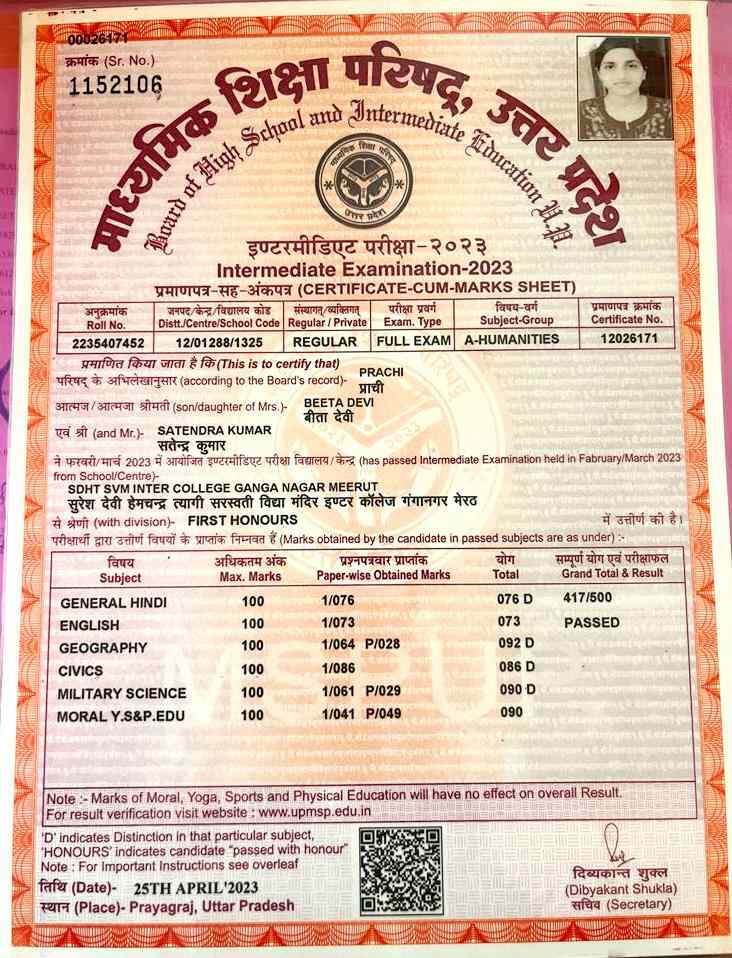 00026171
क्रमांक (Sr. No.)
1152106
माध्यमिक शिक्षा परिषद्, उत्तर प्रदेश
Board of High School and Intermediate Education U.P.
माध्यमिक शिक्षा परिषद
उत्तर प्रदेश
इण्टरमीडिएट परीक्षा-२०२३
Intermediate Examination-2023
प्रमाणपत्र-सह-अंकपत्र (CERTIFICATE-CUM-MARKS SHEET)
अनुक्रमांक जनपद/केन्द्र/विद्यालय कोड संस्थागत/व्यक्तिगत परीक्षा प्रवर्ग विषय-वर्ग प्रमाणपत्र क्रमांक
Roll No. Distt./Centre/School Code Regular / Private Exam. Type Subject-Group Certificate No.
2235407452 12/01288/1325 REGULAR FULL EXAM A-HUMANITIES 12026171
प्रमाणित किया जाता है कि (This is to certify that)
परिषद् के अभिलेखानुसार (according to the Board's record)- PRACHI
प्राची
आत्मज/आत्मजा श्रीमती (son/daughter of Mrs.)- BEETA DEVI
बीता देवी
एवं श्री (and Mr.)- SATENDRA KUMAR
सतेन्द्र कुमार
ने फरवरी/मार्च 2023 में आयोजित इण्टरमीडिएट परीक्षा विद्यालय/केन्द्र (has passed Intermediate Examination held in Fabruary/March 2023
from School/Centre)-
SDHT SVM INTER COLLEGE GANGA NAGAR MEERUT
सुरेश देवी हेमचन्द्र त्यागी सरस्वती विद्या मंदिर इण्टर कॉलेज गंगानगर मेरठ
से श्रेणी (with division)- FIRST HONOURS में उत्तीर्ण की है।
परीक्षार्थी द्वारा उत्तीर्ण विषयों के प्राप्तांक निम्नवत हैं (Marks obtained by the candidate in passed subjects are as under) :-
विषय अधिकतम अंक प्रश्नपत्रवार प्राप्तांक योग सम्पूर्ण योग एवं परीक्षाफल
Subject Max. Marks Paper-wise Obtained Marks Total Grand Total & Result
GENERAL HINDI 100 1/076 076 D 417/500
ENGLISH 100 1/073 073 PASSED
GEOGRAPHY 100 1/064 P/028 092 D
CIVICS 100 1/086 086 D
MILITARY SCIENCE 100 1/061 P/029 090 D
MORAL Y.S&P.EDU 100 1/041 P/049 090
Note :- Marks of Moral, Yoga, Sports and Physical Education will have no effect on overall Result.
For result verification visit website : www.upmsp.edu.in
'D' indicates Distinction in that particular subject,
'HONOURS' indicates candidate "passed with honour"
Note : For Important Instructions see overleaf
तिथि (Date)- 25TH APRIL'2023
स्थान (Place)- Prayagraj, Uttar Pradesh
दिव्यकान्त शुक्ल
(Dibyakant Shukla)
सचिव (Secretary)